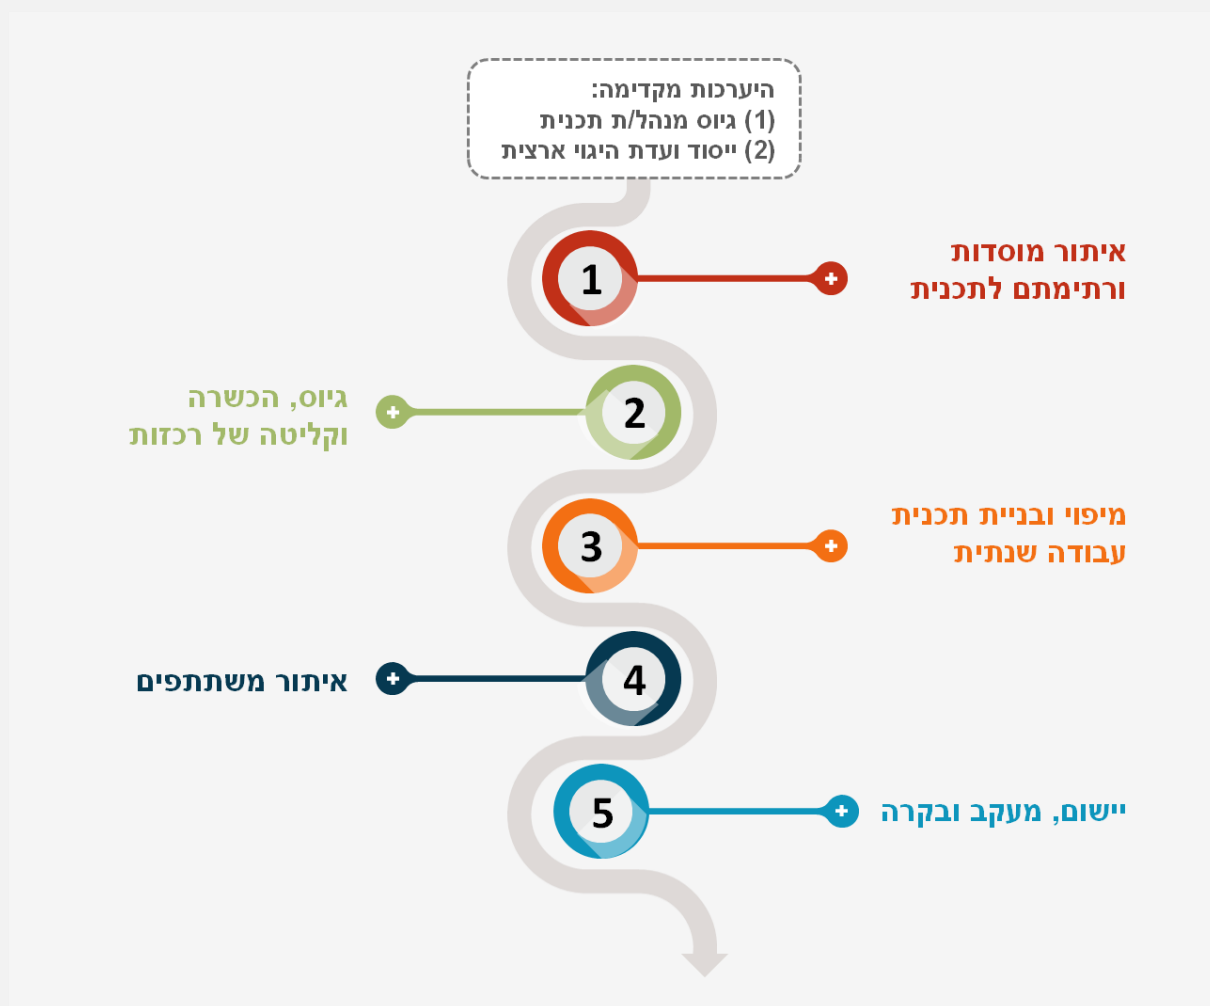 היערכות מקדימה:
(1) גיוס מנהל/ת תכנית
(2) ייסוד ועדת היגוי ארצית
1
איתור מוסדות
ורתימתם לתכנית
2
גיוס, הכשרה
וקליטה של רכזות
3
מיפוי ובניית תכנית
עבודה שנתית
4
איתור משתתפים
5
יישום, מעקב ובקרה